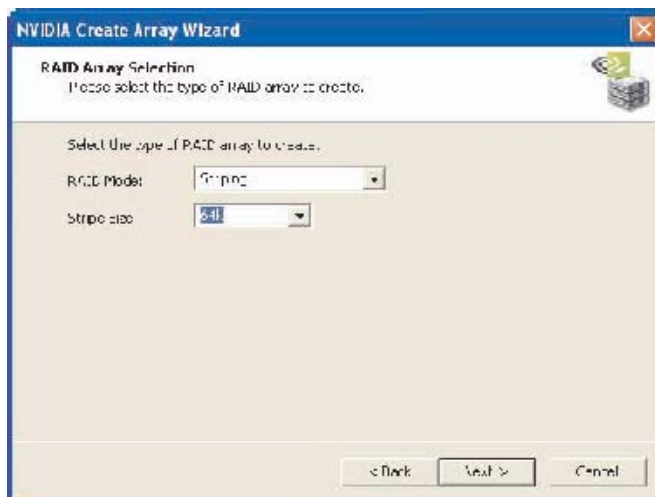 NVIDIA Create Array Wizard
RAID Array Selection
Please select the type of RAID array to create.
Select the type of RAID array to create.
RAID Mode: Striping
Stripe Size 64k
< Back Next > Cancel